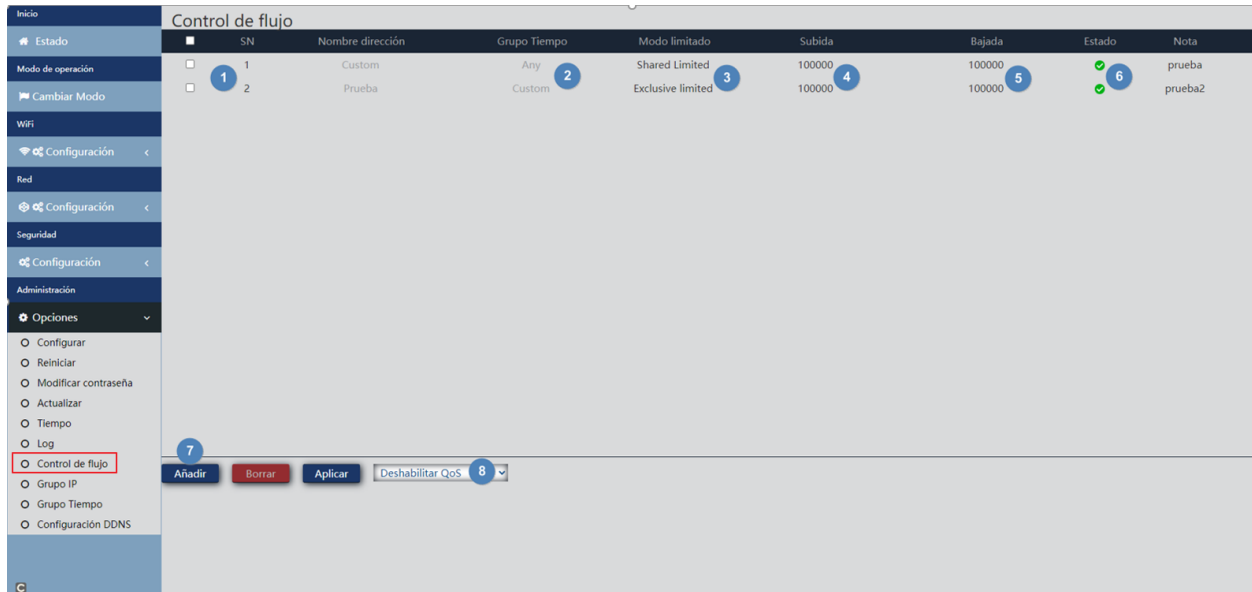 Inicio
Estado
Modo de operación
Cambiar Modo
WiFi
Configuración
Red
Configuración
Seguridad
Configuración
Administración
Opciones
Configurar
Reiniciar
Modificar contraseña
Actualizar
Tiempo
Log
Control de flujo
Grupo IP
Grupo Tiempo
Configuración DDNS
Control de flujo
SN Nombre dirección Grupo Tiempo Modo limitado Subida Bajada Estado Nota
1 Custom Any Shared Limited 100000 100000 prueba
1 2 3 4 5 6
2 Prueba Custom Exclusive limited 100000 100000 prueba2
7
Añadir Borrar Aplicar Deshabilitar QoS 8
C